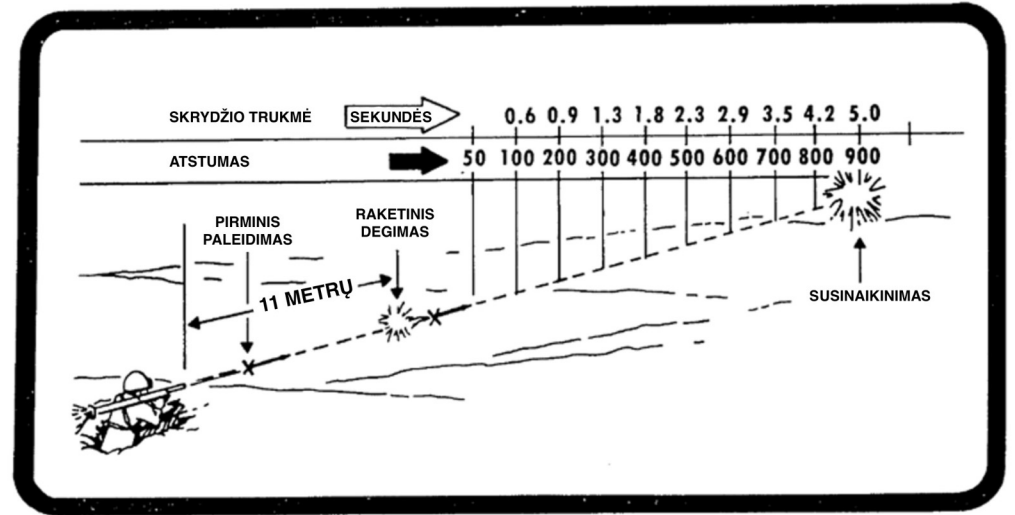 SKRYDŽIO TRUKMĖ SEKUNDĖS 0.6 0.9 1.3 1.8 2.3 2.9 3.5 4.2 5.0
ATSTUMAS 50 100 200 300 400 500 600 700 800 900
PIRMINIS
PALEIDIMAS
RAKETINIS
DEGIMAS
11 METRŲ
SUSINAIKINIMAS